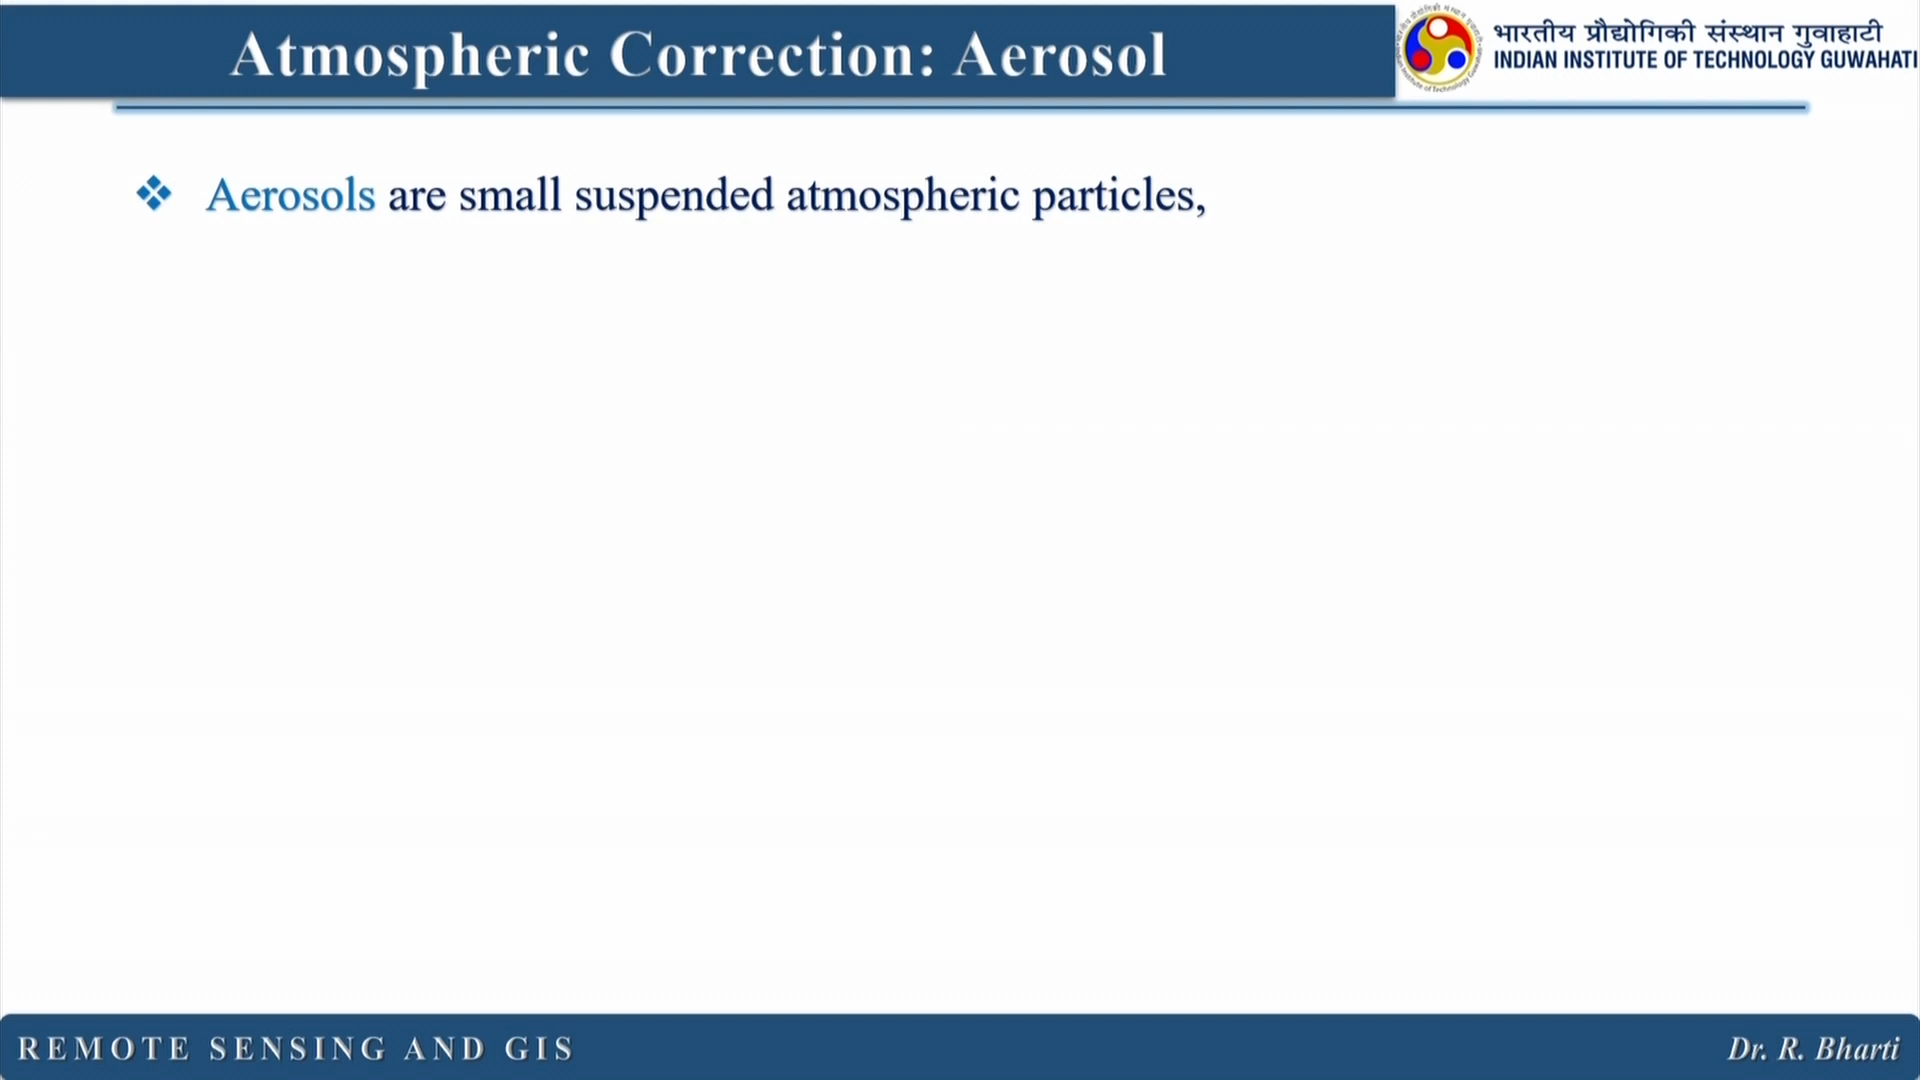 Atmospheric Correction: Aerosol
भारतीय प्रौद्योगिकी संस्थान गुवाहाटी
INDIAN INSTITUTE OF TECHNOLOGY GUWAHATI
❖ Aerosols are small suspended atmospheric particles,
REMOTE SENSING AND GIS
Dr. R. Bharti